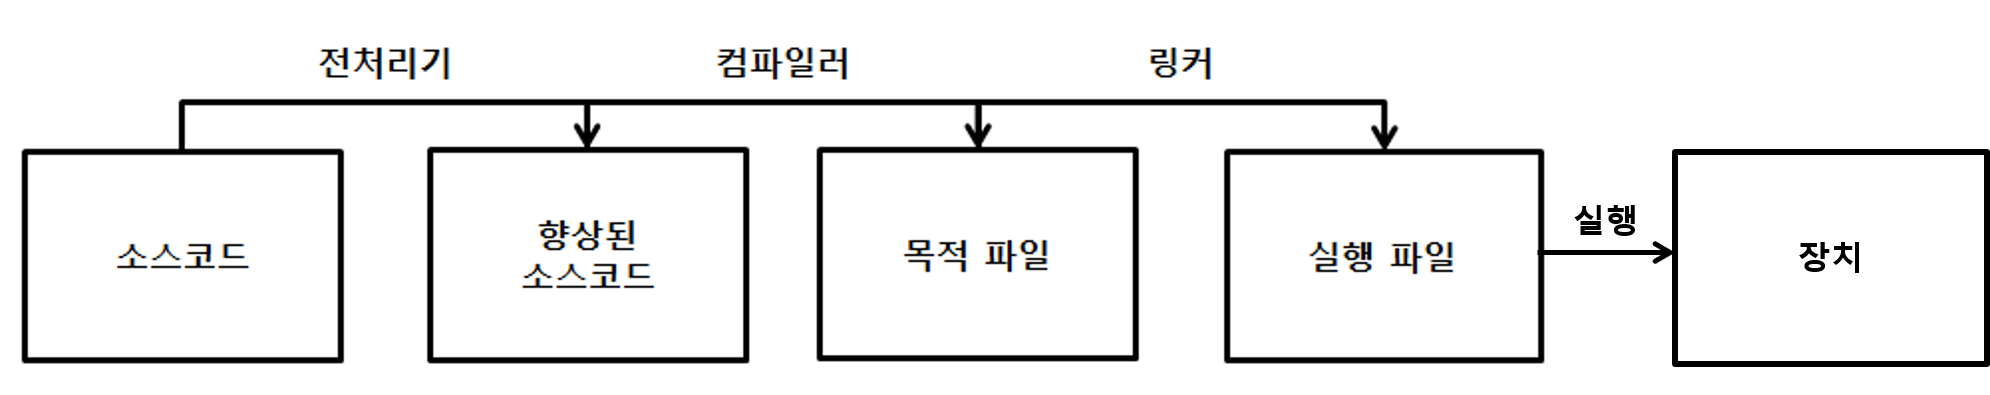 전처리기
컴파일러
링커
소스코드
향상된
소스코드
목적 파일
실행 파일
실행
장치